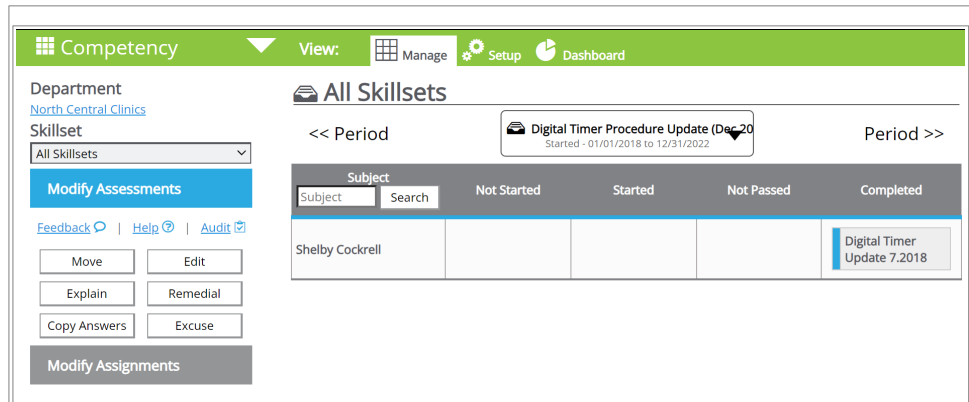 Competency
View:
Manage
Setup
Dashboard
Department
North Central Clinics
Skillset
All Skillsets
Modify Assessments
Feedback | Help | Audit
Move Edit
Explain Remedial
Copy Answers Excuse
Modify Assignments
All Skillsets
<< Period
Digital Timer Procedure Update (Dec 20
Started - 01/01/2018 to 12/31/2022
Period >>
Subject
Subject Search
Not Started Started Not Passed Completed
Shelby Cockrell
Digital Timer
Update 7.2018